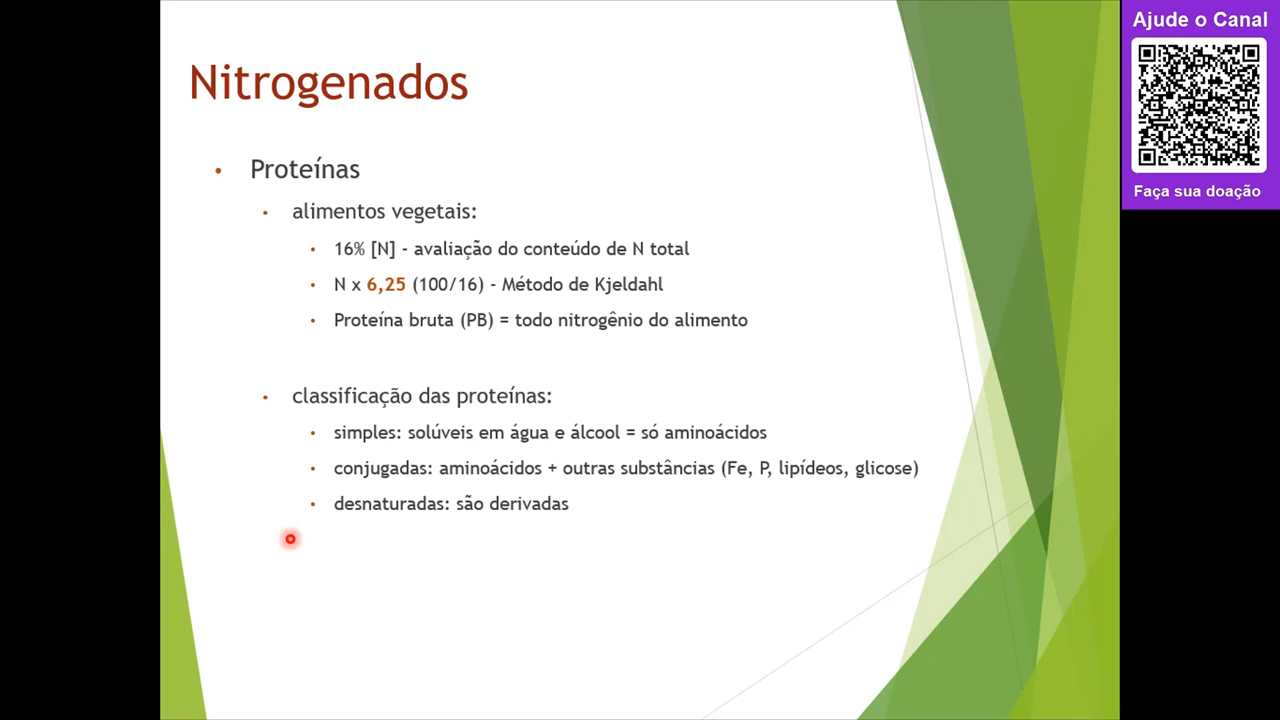 Nitrogenados
• Proteínas
• alimentos vegetais:
• 16% [N] - avaliação do conteúdo de N total
• N x 6,25 (100/16) - Método de Kjeldahl
• Proteína bruta (PB) = todo nitrogênio do alimento
• classificação das proteínas:
• simples: solúveis em água e álcool = só aminoácidos
• conjugadas: aminoácidos + outras substâncias (Fe, P, lipídeos, glicose)
• desnaturadas: são derivadas
Ajude o Canal
Faça sua doação